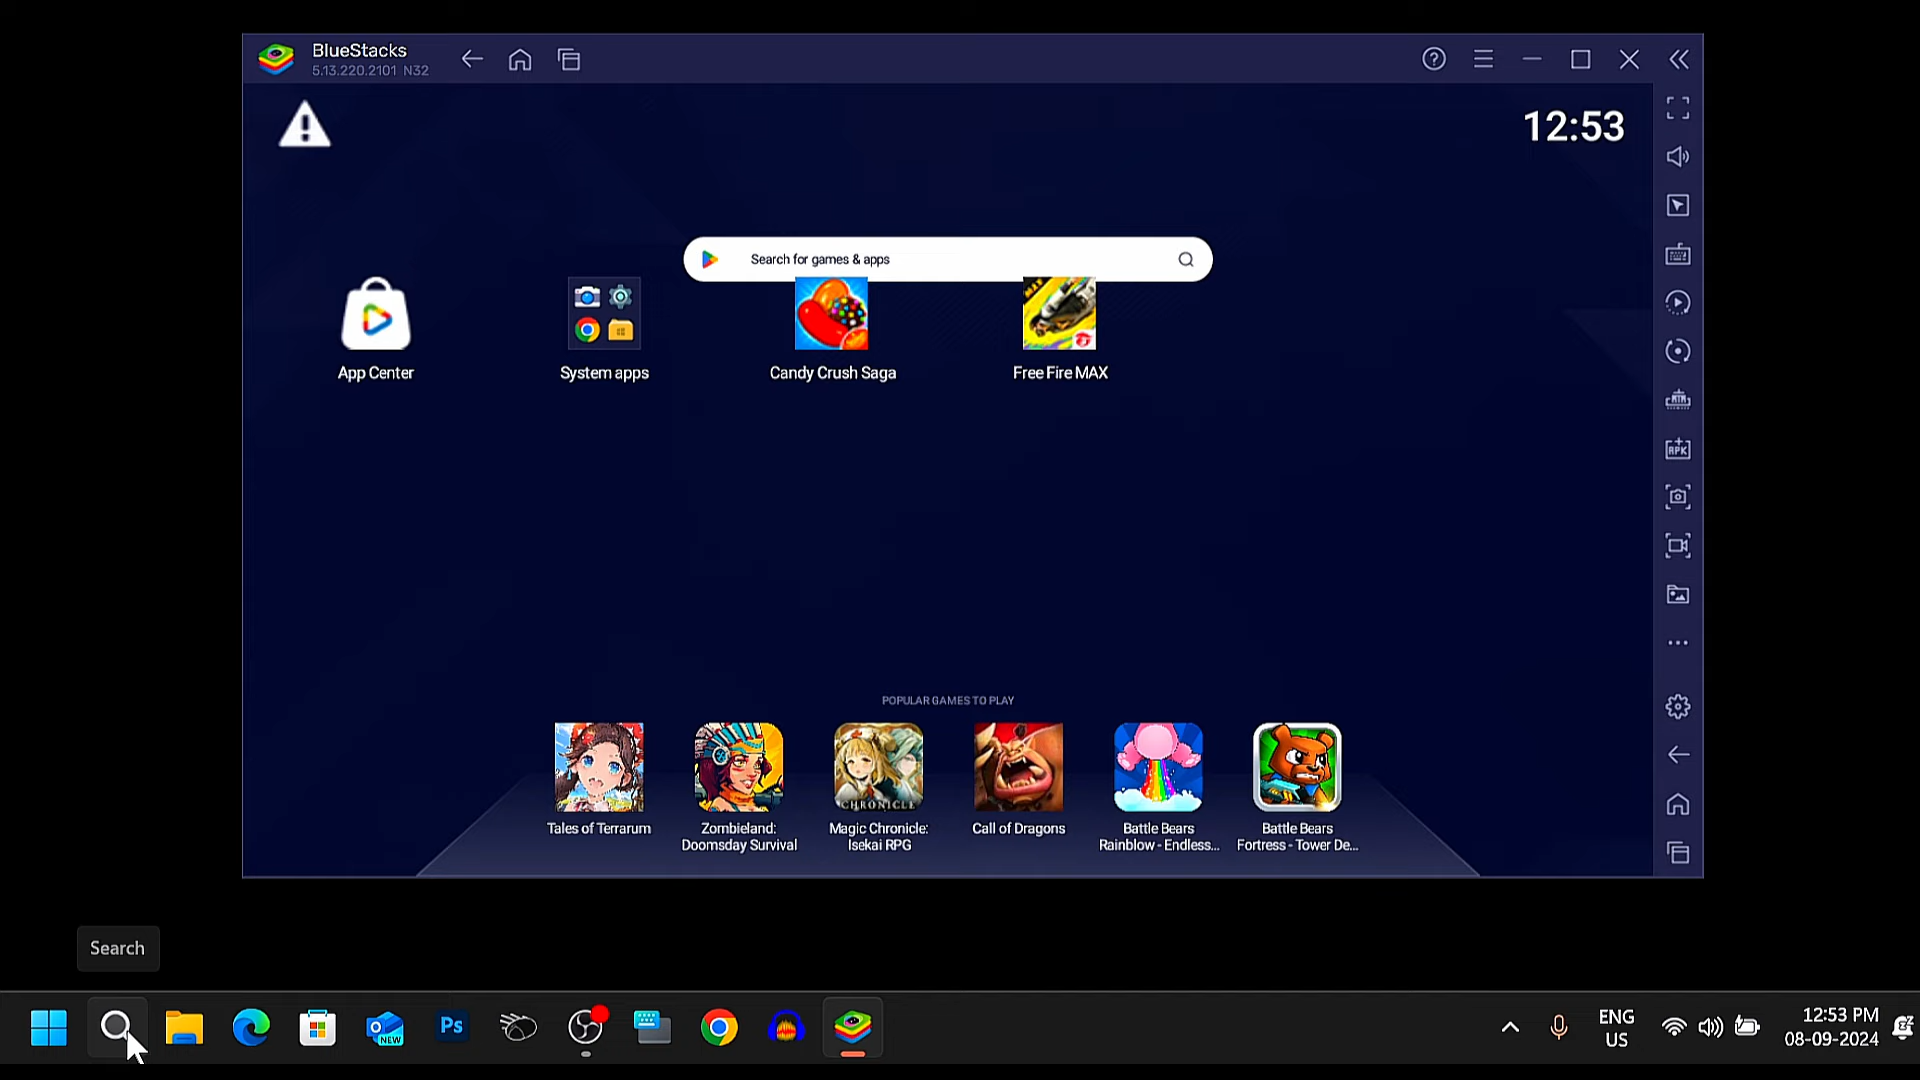 BlueStacks
5.13.220.2101 N32
12:53
Search for games & apps
App Center
System apps
Candy Crush Saga
Free Fire MAX
POPULAR GAMES TO PLAY
CHRONICLE
Tales of Terrarum
Zombieland:
Doomsday Survival
Magic Chronicle:
Isekai RPG
Call of Dragons
Battle Bears
Rainbow - Endless...
Battle Bears
Fortress - Tower De...
Search
NEW
Ps
ENG
US
12:53 PM
08-09-2024